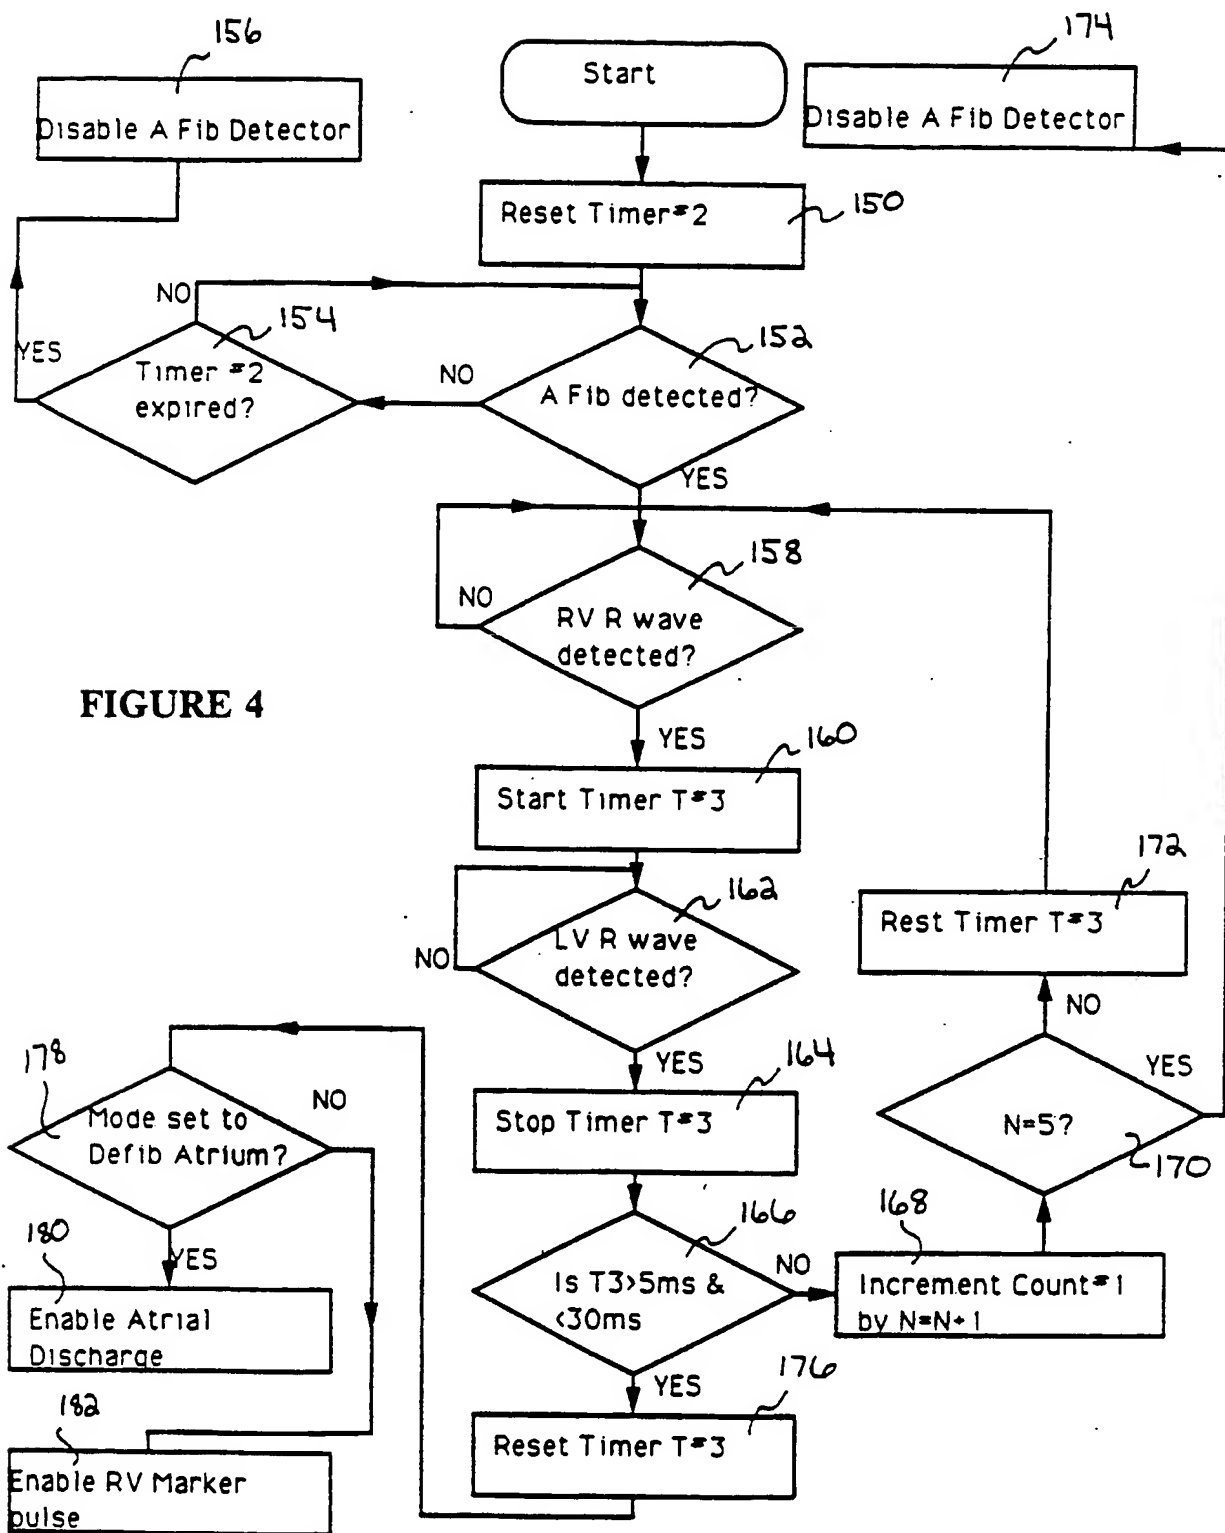 156
Disable A Fib Detector
Start
174
Disable A Fib Detector
Reset Timer #2
150
NO
154
YES
Timer #2
expired?
NO
152
A Fib detected?
YES
158
NO
RV R wave
detected?
FIGURE 4
YES
160
Start Timer T#3
162
NO
LV R wave
detected?
172
Rest Timer T#3
NO
YES
164
Stop Timer T#3
YES
N=5?
170
178
Mode set to
Defib Atrium?
NO
166
Is T3>5ms &
<30ms
NO
168
Increment Count #1
by N=N+1
180
YES
Enable Atrial
Discharge
YES
176
Reset Timer T#3
182
Enable RV Marker
pulse